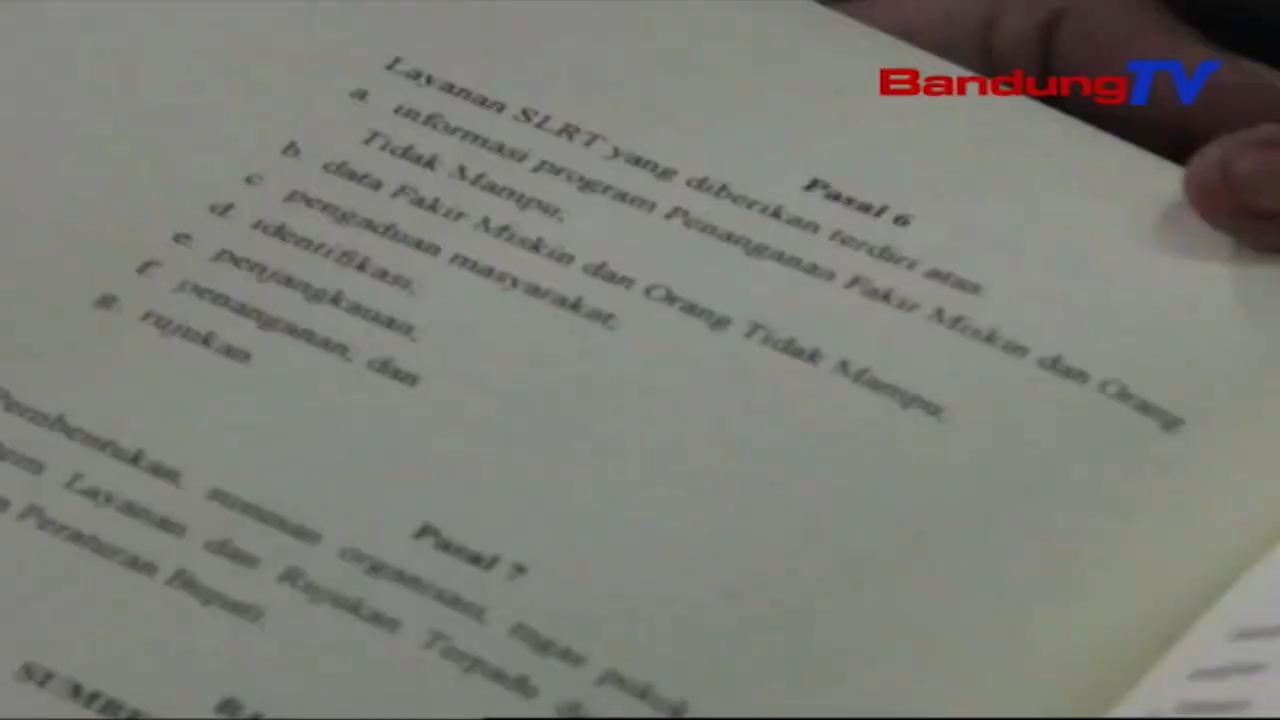 BandungTV
Pasal 6
Layanan SLRT yang diberikan terdiri atas
a. informasi program Penanganan Fakir Miskin dan Orang
Tidak Mampu;
b. data Fakir Miskin dan Orang Tidak Mampu;
c. pengaduan masyarakat;
d. identifikasi;
e. penjangkauan;
f. penanganan; dan
g. rujukan
Pasal 7
Pembentukan, susunan organisasi, tugas pokok
Layanan dan Rujukan Terpadu
Peraturan Bupati